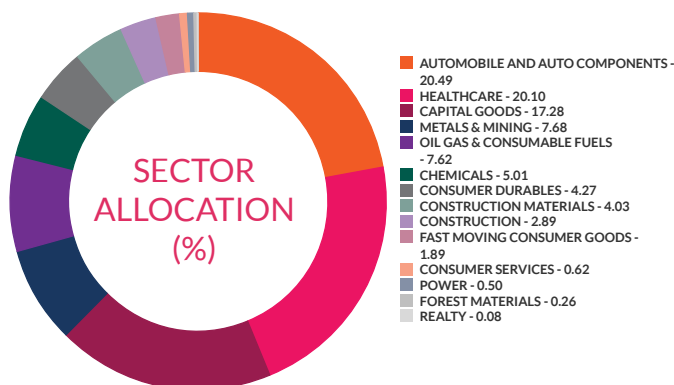 SECTOR
ALLOCATION
(%)
AUTOMOBILE AND AUTO COMPONENTS -
20.49
HEALTHCARE - 20.10
CAPITAL GOODS - 17.28
METALS & MINING - 7.68
OIL GAS & CONSUMABLE FUELS
- 7.62
CHEMICALS - 5.01
CONSUMER DURABLES - 4.27
CONSTRUCTION MATERIALS - 4.03
CONSTRUCTION - 2.89
FAST MOVING CONSUMER GOODS -
1.89
CONSUMER SERVICES - 0.62
POWER - 0.50
FOREST MATERIALS - 0.26
REALTY - 0.08